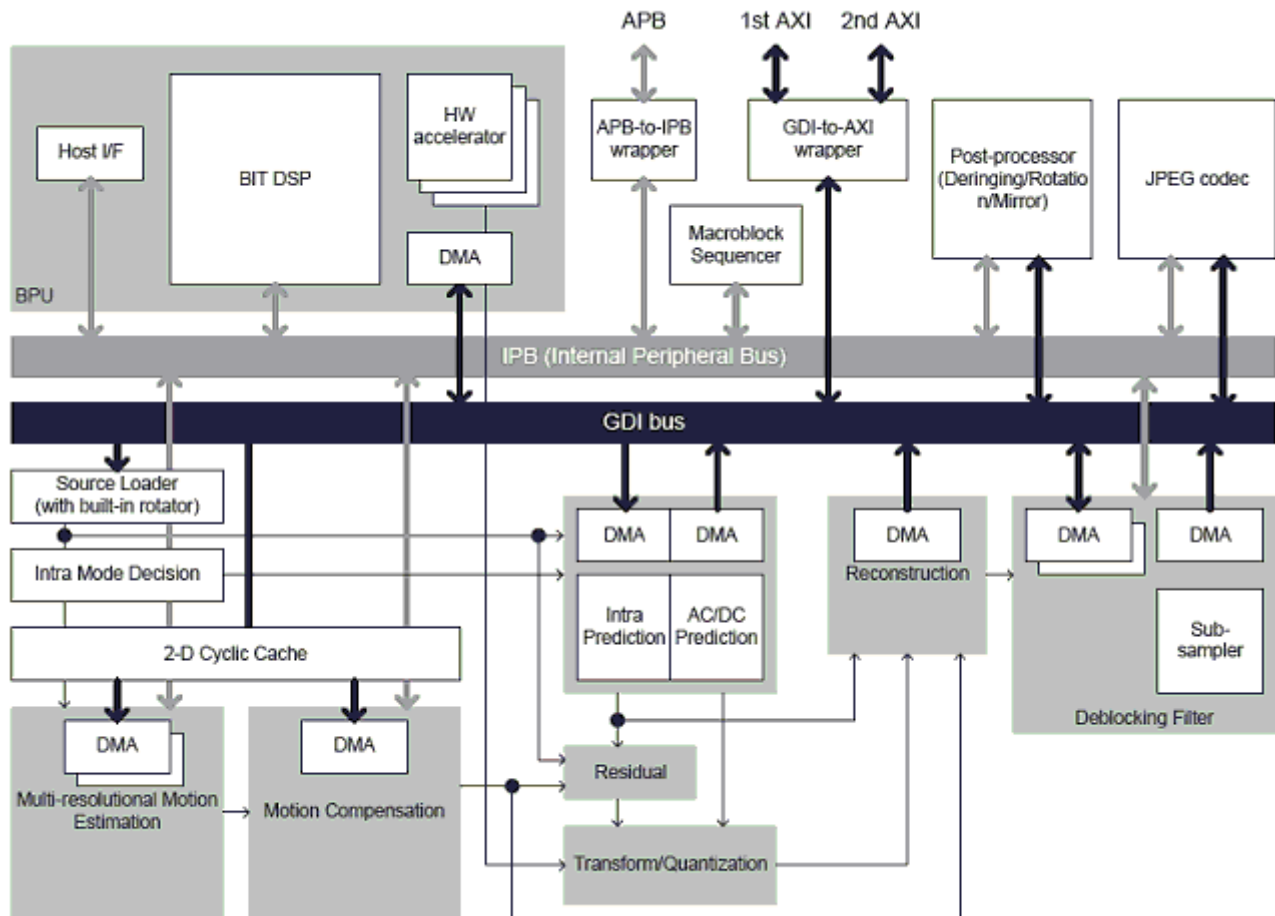 APB
1st AXI
2nd AXI
Host I/F
BIT DSP
HW
accelerator
DMA
BPU
APB-to-IPB
wrapper
GDI-to-AXI
wrapper
Macroblock
Sequencer
Post-processor
(Deringing/Rotatio
n/Mirror)
JPEG codec
IPB (Internal Peripheral Bus)
GDI bus
Source Loader
(with built-in rotator)
Intra Mode Decision
2-D Cyclic Cache
DMA
Multi-resolutional Motion
Estimation
DMA
Motion Compensation
DMA
DMA
Intra
Prediction
AC/DC
Prediction
Residual
Transform/Quantization
DMA
Reconstruction
DMA
DMA
Sub-
sampler
Deblocking Filter